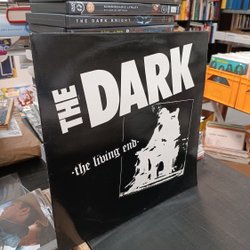 THE DARK KNIGHT
THE
DARK
-the living end-